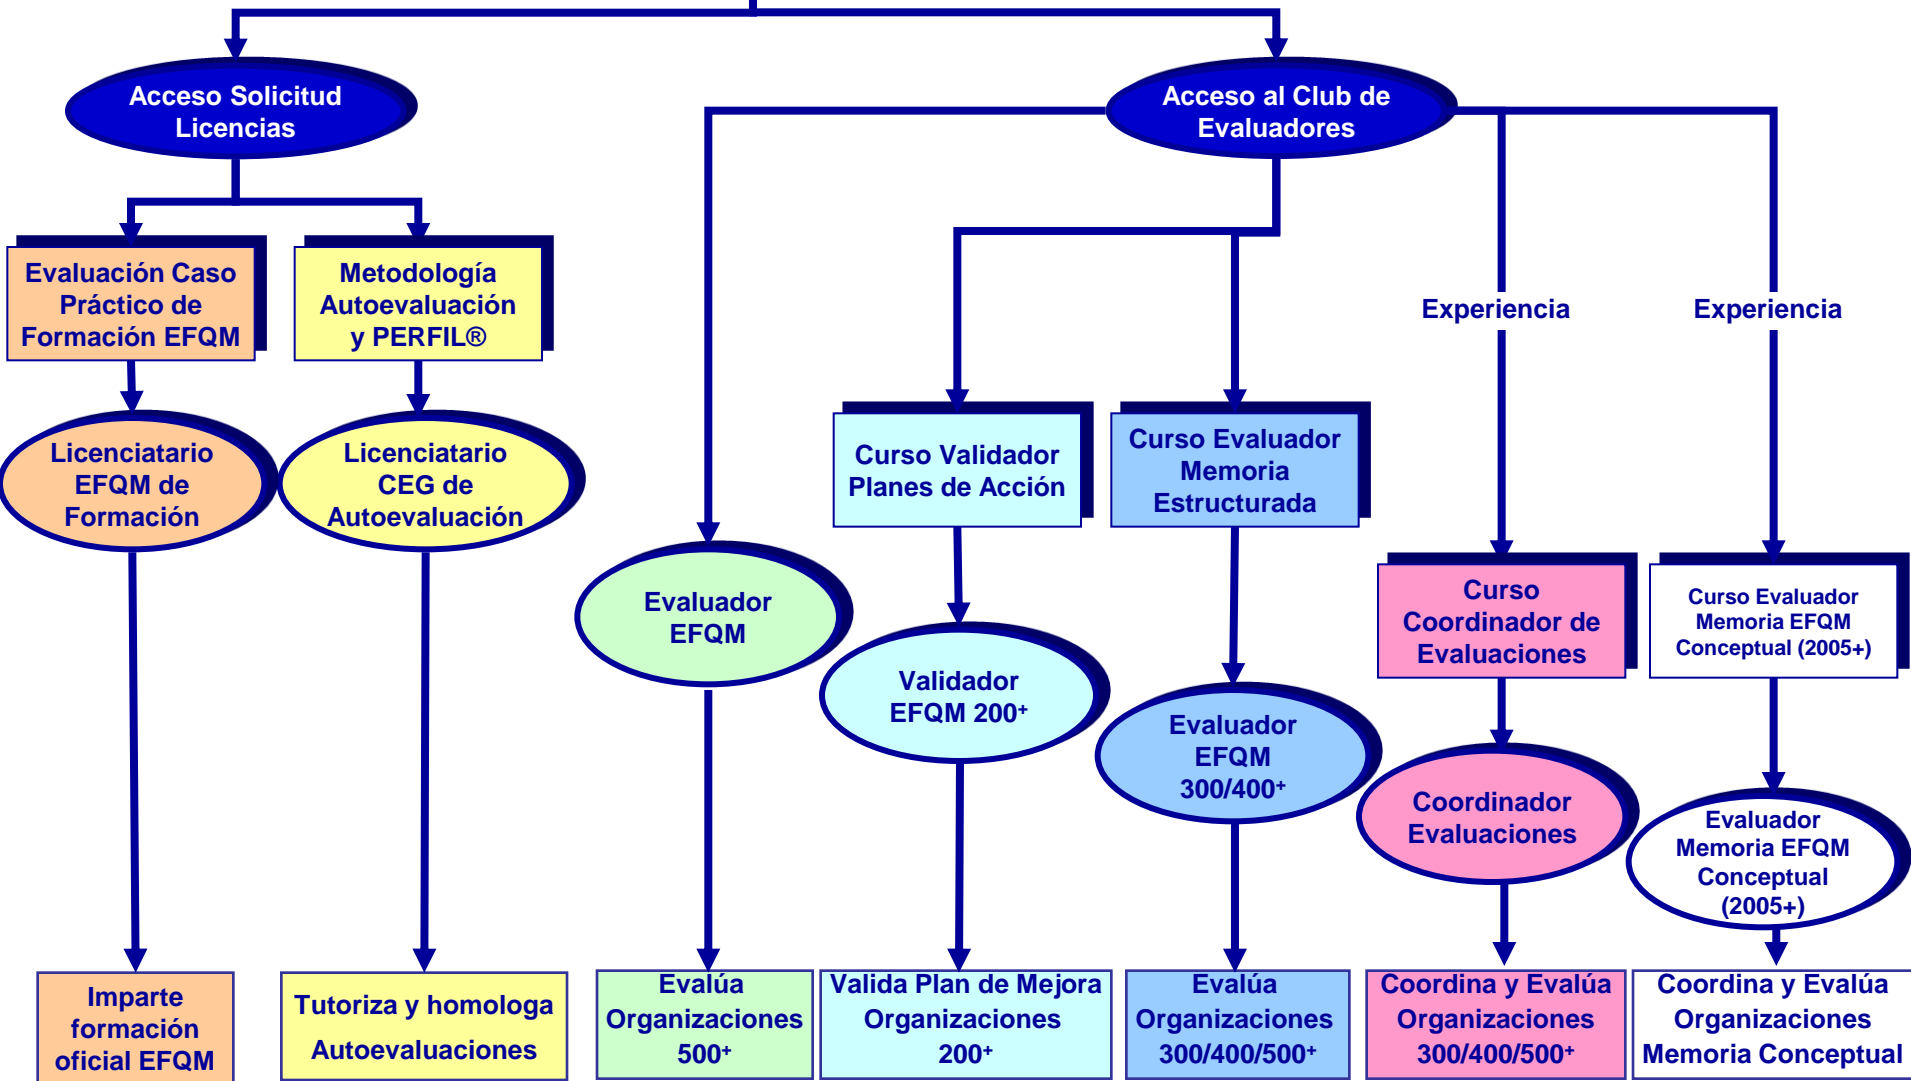 Acceso Solicitud
Licencias
Acceso al Club de
Evaluadores
Evaluación Caso
Práctico de
Formación EFQM
Metodología
Autoevaluación
y PERFIL®
Experiencia
Experiencia
Licenciatario
EFQM de
Formación
Licenciatario
CEG de
Autoevaluación
Curso Validador
Planes de Acción
Curso Evaluador
Memoria
Estructurada
Evaluador
EFQM
Curso
Coordinador de
Evaluaciones
Curso Evaluador
Memoria EFQM
Conceptual (2005+)
Validador
EFQM 200+
Evaluador
EFQM
300/400+
Coordinador
Evaluaciones
Evaluador
Memoria EFQM
Conceptual
(2005+)
Imparte
formación
oficial EFQM
Tutoriza y homologa
Autoevaluaciones
Evalúa
Organizaciones
500+
Valida Plan de Mejora
Organizaciones
200+
Evalúa
Organizaciones
300/400/500+
Coordina y Evalúa
Organizaciones
300/400/500+
Coordina y Evalúa
Organizaciones
Memoria Conceptual